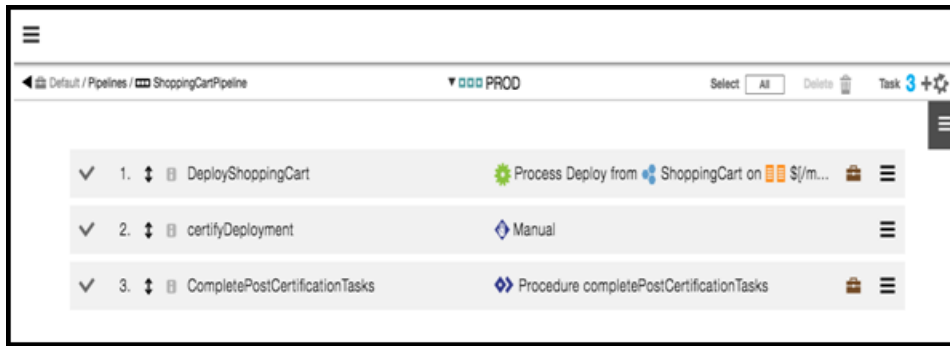 Default / Pipelines / ShoppingCartPipeline PROD Select All Delete Task 3
1. DeployShoppingCart Process Deploy from ShoppingCart on $[/m...
2. certifyDeployment Manual
3. CompletePostCertificationTasks Procedure completePostCertificationTasks